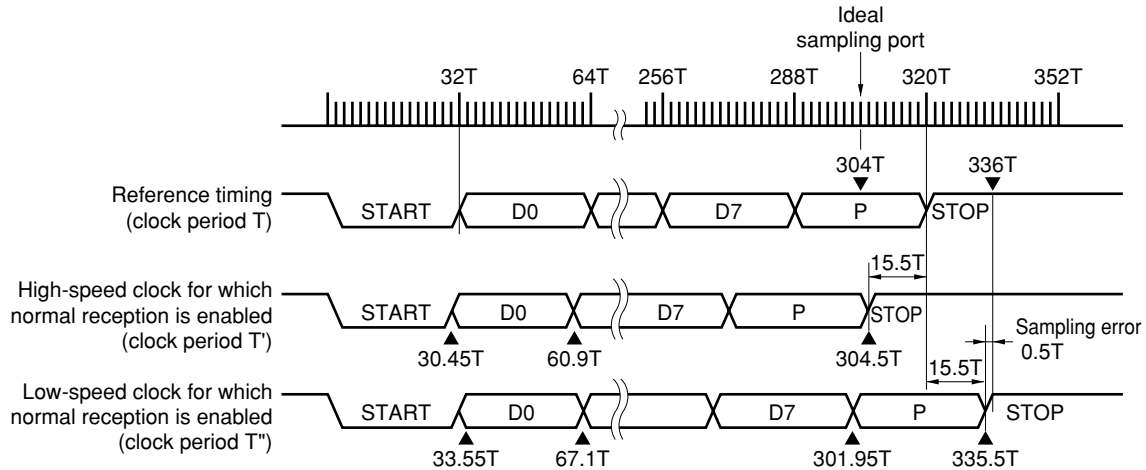 Ideal
sampling port
32T 64T 256T 288T 320T 352T
304T 336T
Reference timing
(clock period T)
START D0 D7 P STOP
15.5T
High-speed clock for which
normal reception is enabled
(clock period T')
START D0 D7 P STOP
30.45T 60.9T 304.5T
Sampling error
0.5T
15.5T
Low-speed clock for which
normal reception is enabled
(clock period T")
START D0 D7 P STOP
33.55T 67.1T 301.95T 335.5T